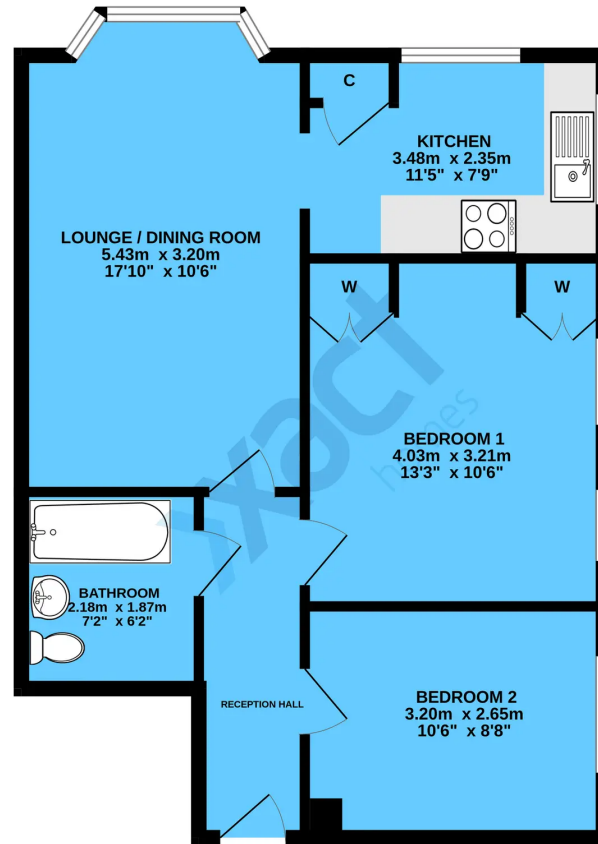 C
KITCHEN
3.48m x 2.35m
11'5" x 7'9"
LOUNGE / DINING ROOM
5.43m x 3.20m
17'10" x 10'6"
W
W
xact
homes
BEDROOM 1
4.03m x 3.21m
13'3" x 10'6"
BATHROOM
2.18m x 1.87m
7'2" x 6'2"
RECEPTION HALL
BEDROOM 2
3.20m x 2.65m
10'6" x 8'8"